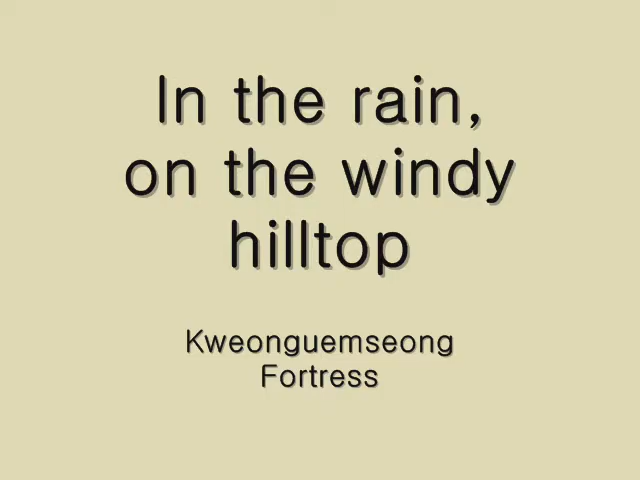 In the rain,
on the windy
hilltop
Kweonguemseong
Fortress